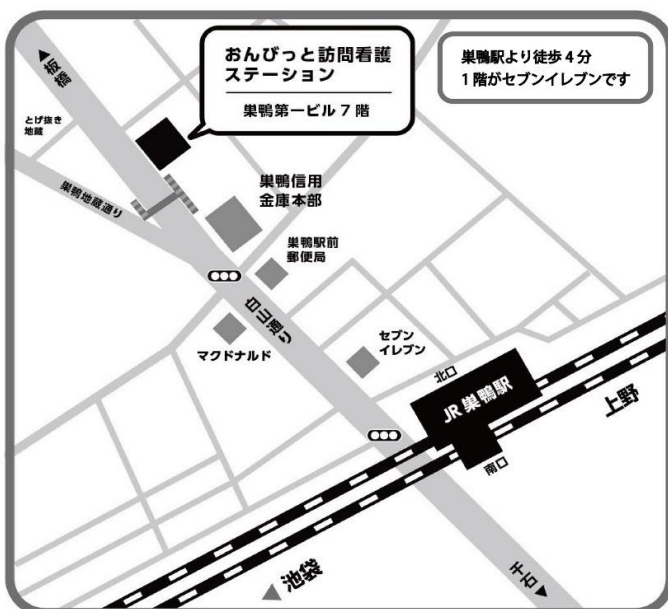 おんびっと訪問看護
ステーション
巣鴨第一ビル 7 階
巣鴨駅より徒歩 4 分
1 階がセブンイレブンです
板橋
とげ抜き
地蔵
巣鴨地蔵通り
巣鴨信用
金庫本部
巣鴨駅前
郵便局
白山通り
マクドナルド
セブン
イレブン
北口
JR 巣鴨駅
上野
南口
池袋
千石